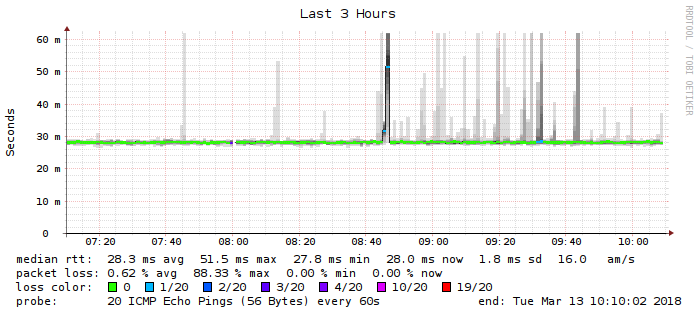 Last 3 Hours
RRDTOOL / TOBI OETIKER
Seconds
60 m
50 m
40 m
30 m
20 m
10 m
0
07:20 07:40 08:00 08:20 08:40 09:00 09:20 09:40 10:00
median rtt: 28.3 ms avg 51.5 ms max 27.8 ms min 28.0 ms now 1.8 ms sd 16.0 am/s
packet loss: 0.62 % avg 88.33 % max 0.00 % min 0.00 % now
loss color: 0 1/20 2/20 3/20 4/20 10/20 19/20
probe: 20 ICMP Echo Pings (56 Bytes) every 60s end: Tue Mar 13 10:10:02 2018